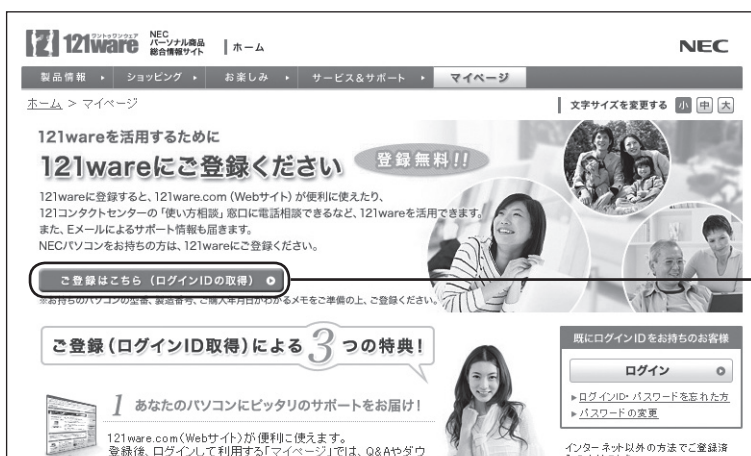 121ware
ワントゥワンウェア
NEC
パーソナル商品
総合情報サイト
ホーム
NEC
製品情報
ショッピング
お楽しみ
サービス&サポート
マイページ
ホーム > マイページ
文字サイズを変更する 小 中 大
121wareを活用するために
121wareにご登録ください
登録無料!!
121wareに登録すると、121ware.com（Webサイト）が便利に使えたり、
121コンタクトセンターの「使い方相談」窓口に電話相談できるなど、121wareを活用できます。
また、Eメールによるサポート情報も届きます。
NECパソコンをお持ちの方は、121wareにご登録ください。
ご登録はこちら（ログインIDの取得）
※お持ちのパソコンの型番、製造番号、ご購入年月日がわかるメモをご準備の上、ご登録ください。
ご登録（ログインID取得）による 3 つの特典!
1 あなたのパソコンにピッタリのサポートをお届け!
121ware.com（Webサイト）が便利に使えます。
登録後、ログインして利用する「マイページ」では、Q&Aやダウ
既にログインIDをお持ちのお客様
ログイン
ログインID・パスワードを忘れた方
パスワードの変更
インターネット以外の方法でご登録済